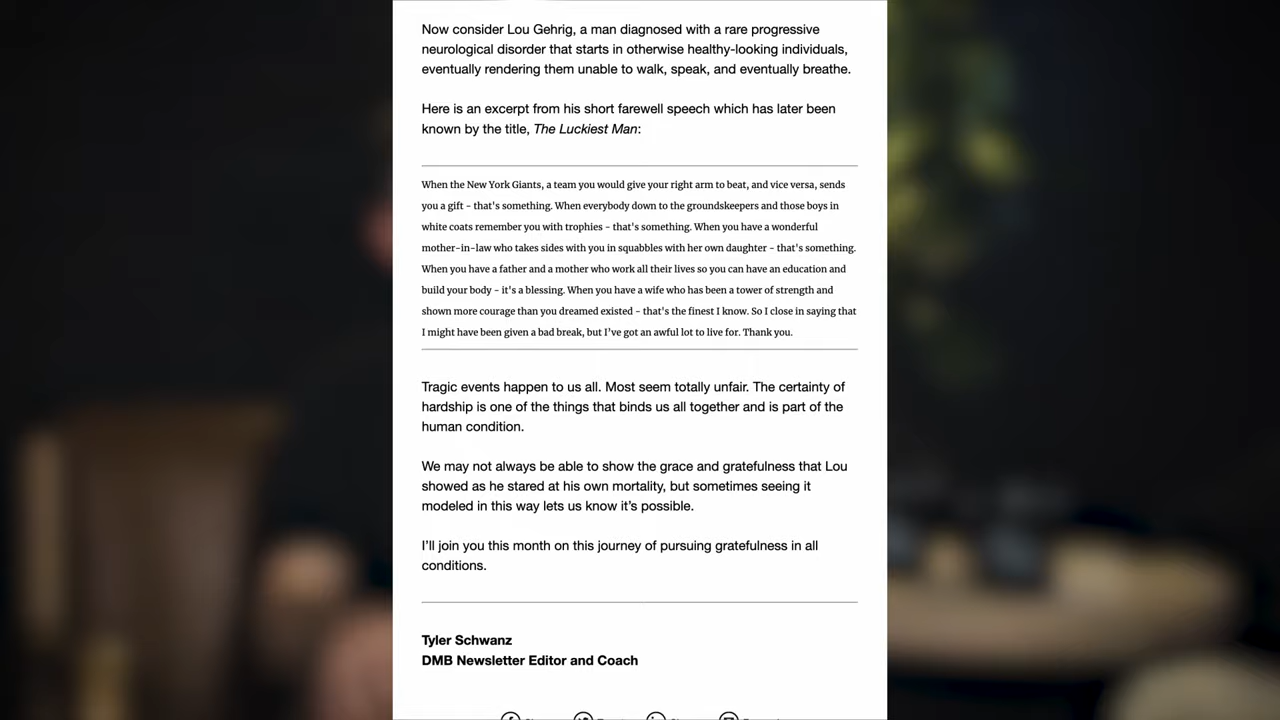 Now consider Lou Gehrig, a man diagnosed with a rare progressive
neurological disorder that starts in otherwise healthy-looking individuals,
eventually rendering them unable to walk, speak, and eventually breathe.
Here is an excerpt from his short farewell speech which has later been
known by the title, The Luckiest Man:
When the New York Giants, a team you would give your right arm to beat, and vice versa, sends
you a gift - that's something. When everybody down to the groundskeepers and those boys in
white coats remember you with trophies - that's something. When you have a wonderful
mother-in-law who takes sides with you in squabbles with her own daughter - that's something.
When you have a father and a mother who work all their lives so you can have an education and
build your body - it's a blessing. When you have a wife who has been a tower of strength and
shown more courage than you dreamed existed - that's the finest I know. So I close in saying that
I might have been given a bad break, but I’ve got an awful lot to live for. Thank you.
Tragic events happen to us all. Most seem totally unfair. The certainty of
hardship is one of the things that binds us all together and is part of the
human condition.
We may not always be able to show the grace and gratefulness that Lou
showed as he stared at his own mortality, but sometimes seeing it
modeled in this way lets us know it’s possible.
I’ll join you this month on this journey of pursuing gratefulness in all
conditions.
Tyler Schwanz
DMB Newsletter Editor and Coach